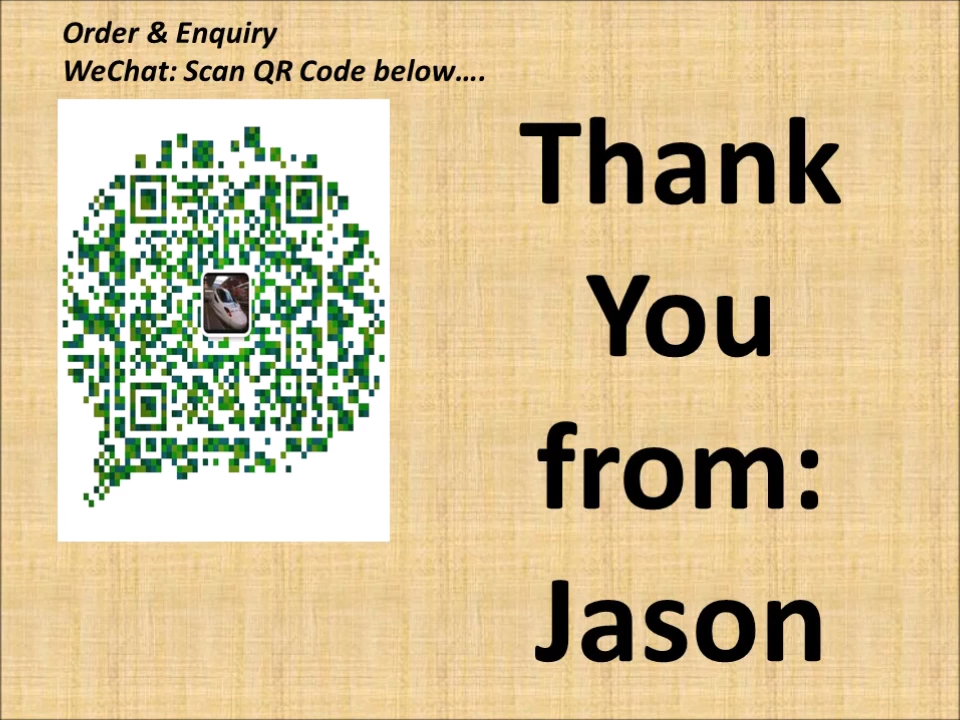 Order & Enquiry
WeChat: Scan QR Code below….
Thank
You
from:
Jason